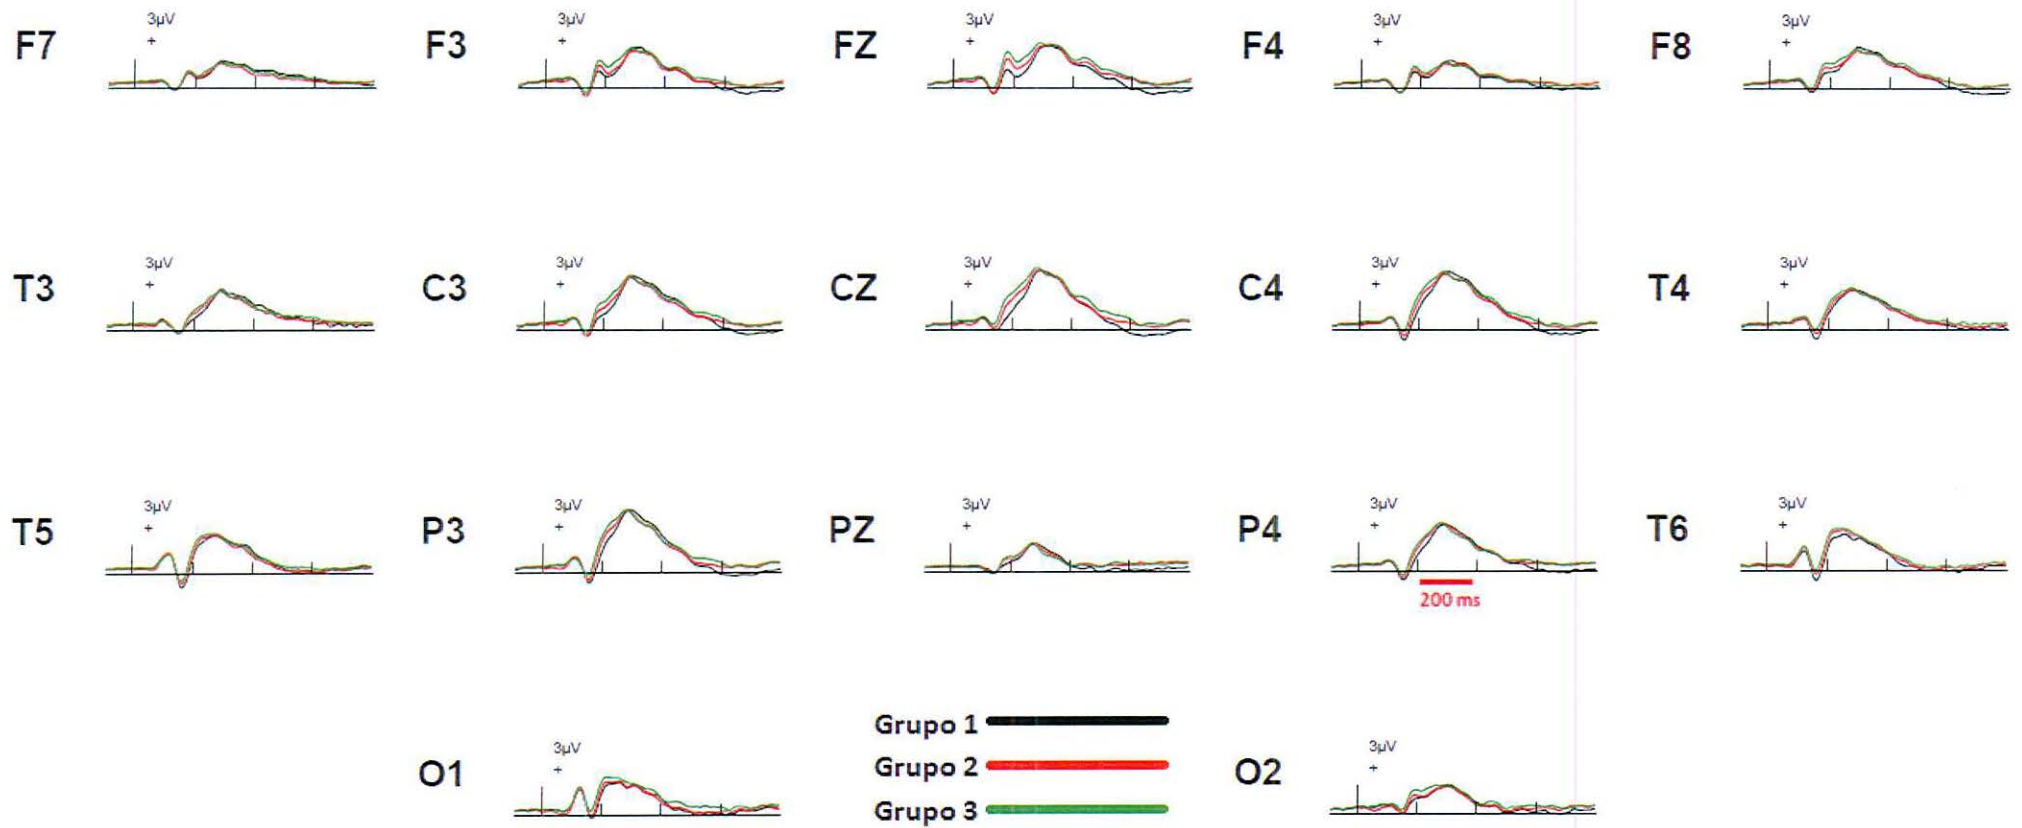 3µV 3µV 3µV 3µV 3µV
F7 F3 FZ F4 F8
3µV 3µV 3µV 3µV 3µV
T3 C3 CZ C4 T4
3µV 3µV 3µV 3µV 3µV
T5 P3 PZ P4 T6
200 ms
Grupo 1
3µV 3µV
Grupo 2
O1 O2
Grupo 3